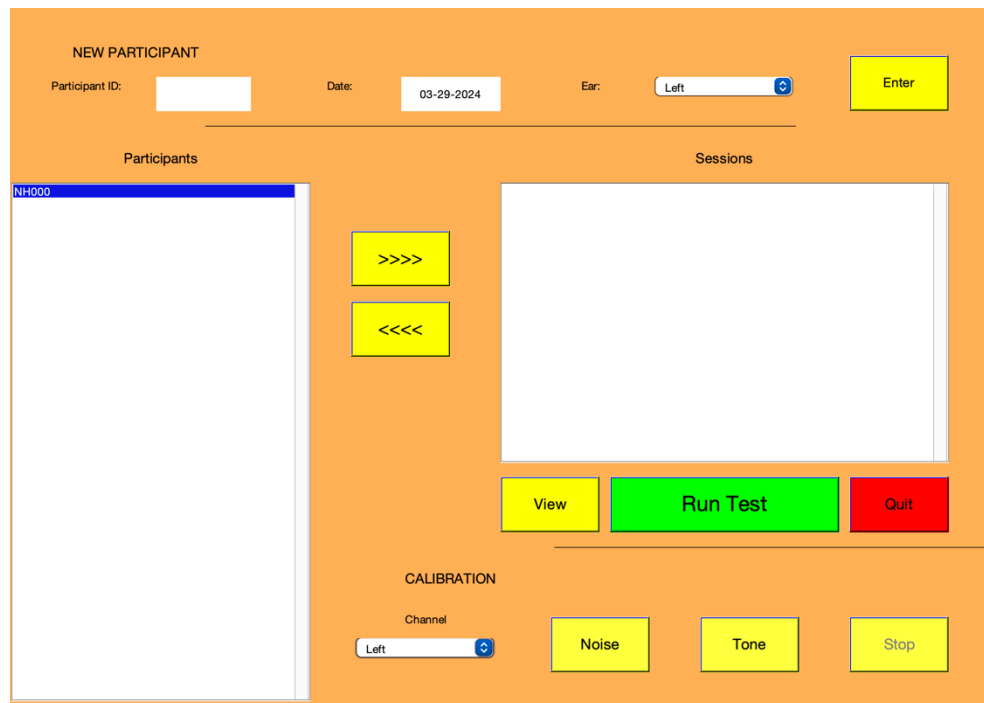 NEW PARTICIPANT
Participant ID:
Date:
03-29-2024
Ear:
Left
Enter
Participants
Sessions
NH000
>>>>
<<<<
View
Run Test
Quit
CALIBRATION
Channel
Left
Noise
Tone
Stop